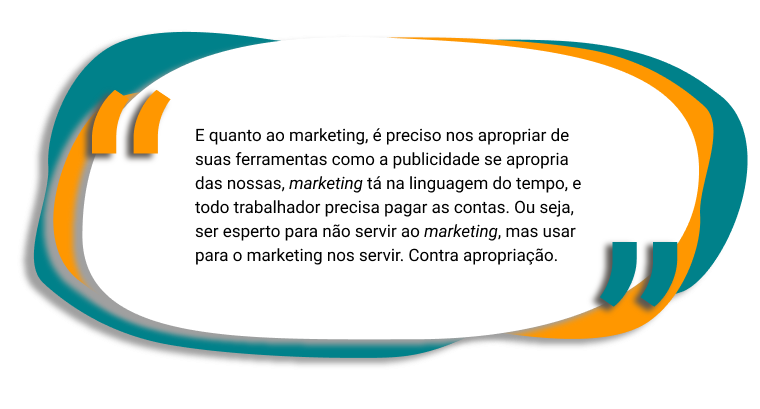 E quanto ao marketing, é preciso nos apropriar de
suas ferramentas como a publicidade se apropria
das nossas, marketing tá na linguagem do tempo, e
todo trabalhador precisa pagar as contas. Ou seja,
ser esperto para não servir ao marketing, mas usar
para o marketing nos servir. Contra apropriação.